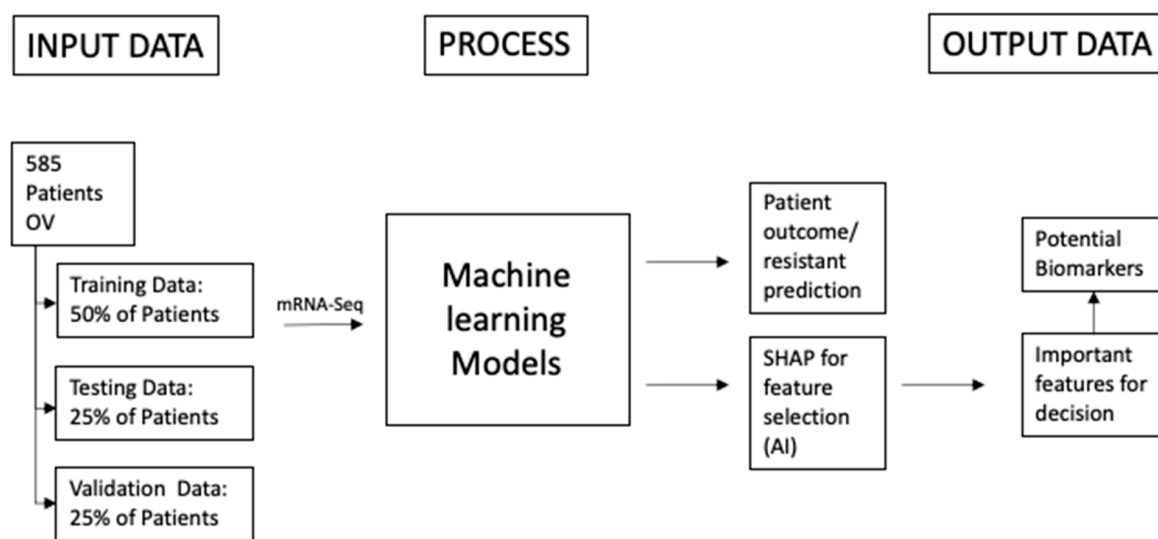 INPUT DATA
PROCESS
OUTPUT DATA
585
Patients
OV
Training Data:
50% of Patients
Testing Data:
25% of Patients
Validation Data:
25% of Patients
mRNA-Seq
Machine
learning
Models
Patient
outcome/
resistant
prediction
SHAP for
feature
selection
(AI)
Potential
Biomarkers
Important
features for
decision